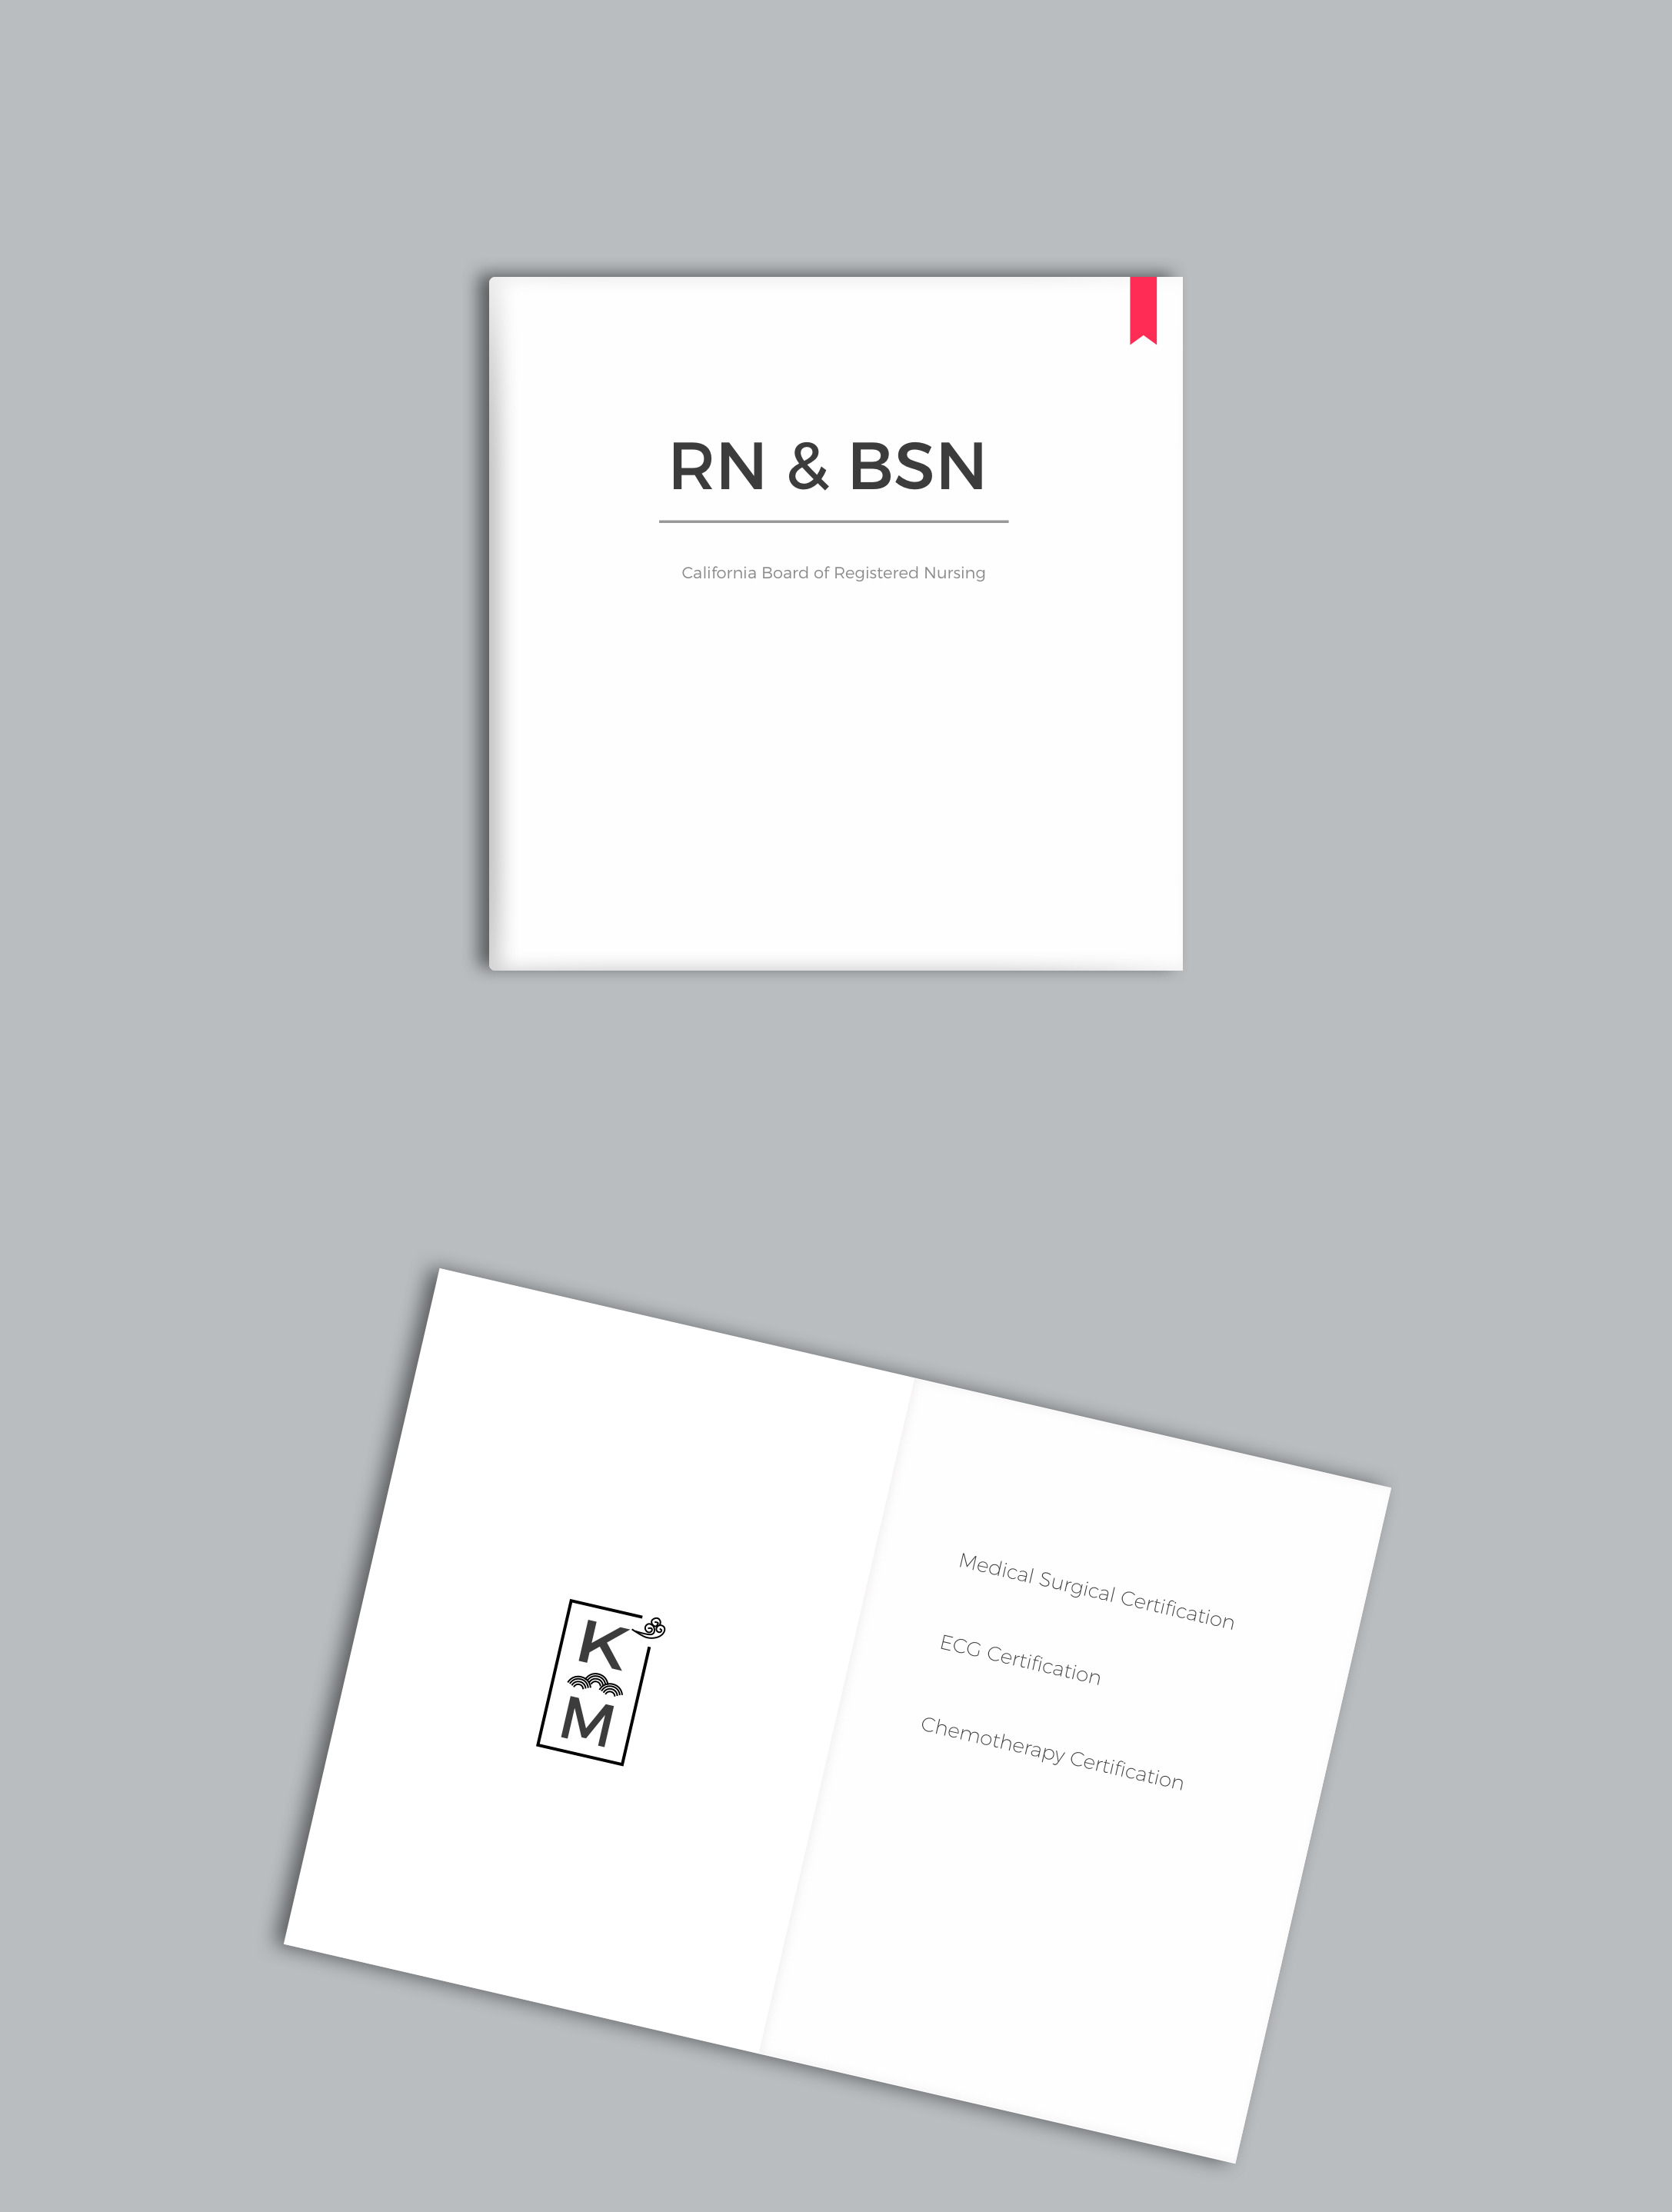 RN & BSN
California Board of Registered Nursing
K
M
Medical Surgical Certification
ECG Certification
Chemotherapy Certification